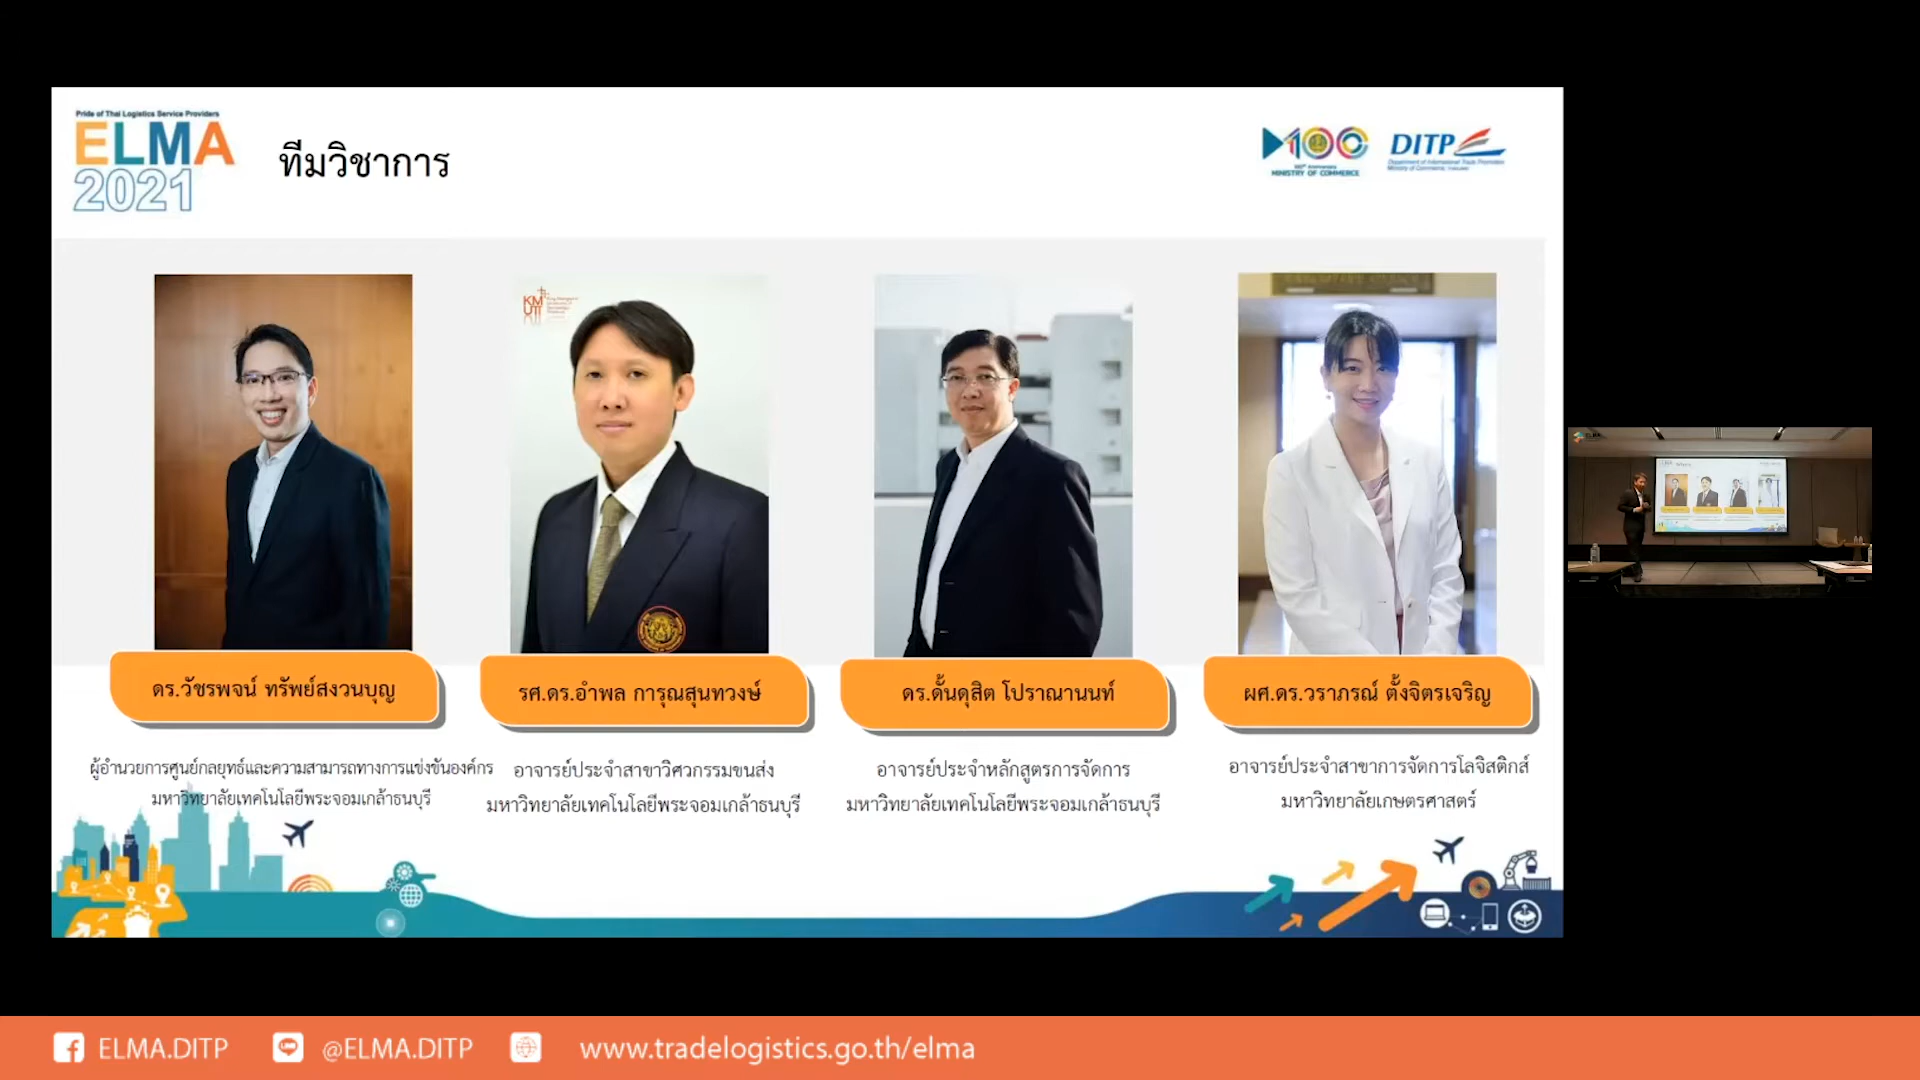 Pride of Thai Logistics Service Providers
ELMA
2021
ทีมวิชาการ
100
MINISTRY OF COMMERCE
DITP
Department of International Trade Promotion
Ministry of Commerce, Thailand
KM
UTT
ดร.วัชรพจน์ ทรัพย์สงวนบุญ
ผู้อำนวยการศูนย์กลยุทธ์และความสามารถทางการแข่งขันองค์กร
มหาวิทยาลัยเทคโนโลยีพระจอมเกล้าธนบุรี
รศ.ดร.อำพล การุณสุนทวงษ์
อาจารย์ประจำสาขาวิศวกรรมขนส่ง
มหาวิทยาลัยเทคโนโลยีพระจอมเกล้าธนบุรี
ดร.ดั้นดุสิต โปราณานนท์
อาจารย์ประจำหลักสูตรการจัดการ
มหาวิทยาลัยเทคโนโลยีพระจอมเกล้าธนบุรี
ผศ.ดร.วราภรณ์ ตั้งจิตรเจริญ
อาจารย์ประจำสาขาการจัดการโลจิสติกส์
มหาวิทยาลัยเกษตรศาสตร์
ELMA.DITP
@ELMA.DITP
www.tradelogistics.go.th/elma